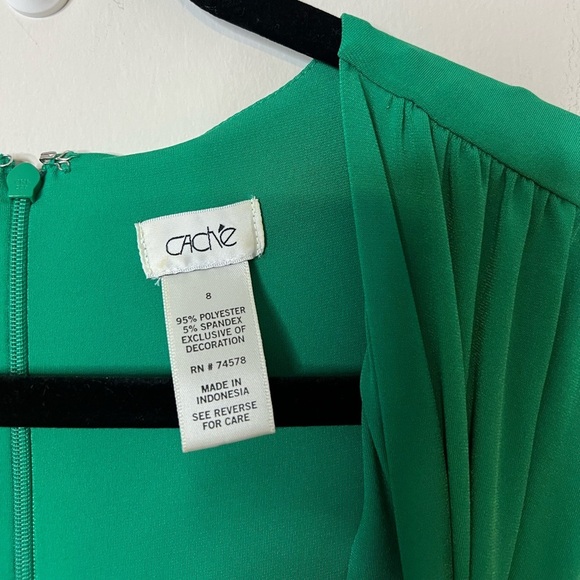 CACHÉ
8
95% POLYESTER
5% SPANDEX
EXCLUSIVE OF
DECORATION
RN # 74578
MADE IN
INDONESIA
SEE REVERSE
FOR CARE